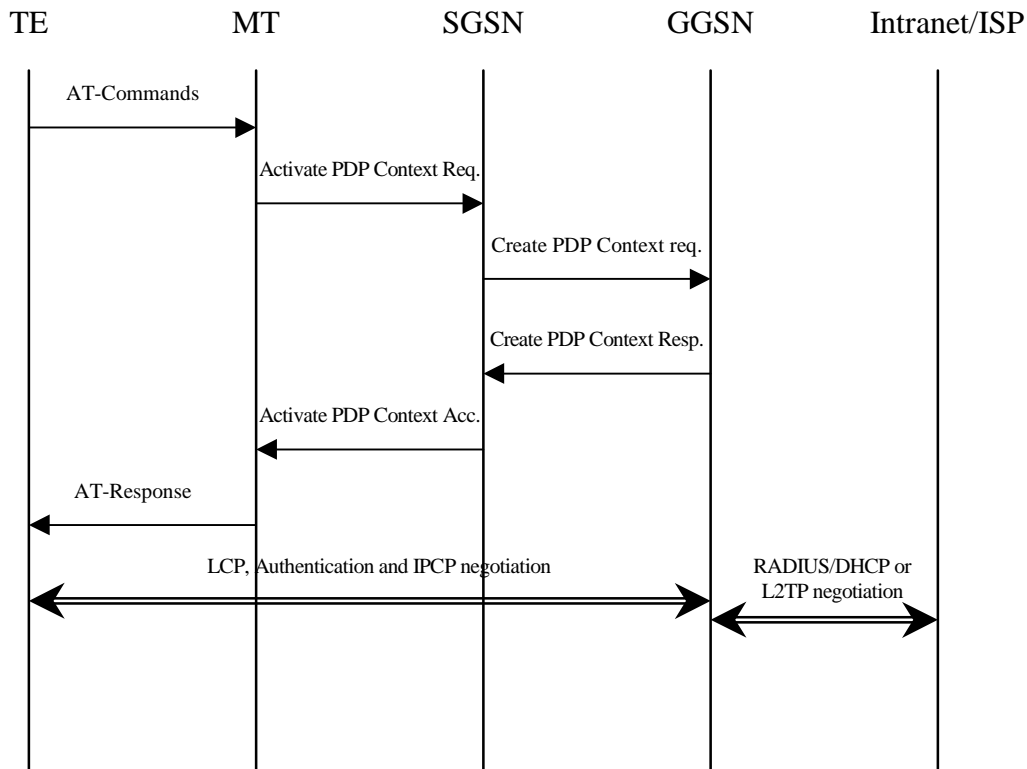 TE MT SGSN GGSN Intranet/ISP
AT-Commands
Activate PDP Context Req.
Create PDP Context req.
Create PDP Context Resp.
Activate PDP Context Acc.
AT-Response
LCP, Authentication and IPCP negotiation
RADIUS/DHCP or
L2TP negotiation